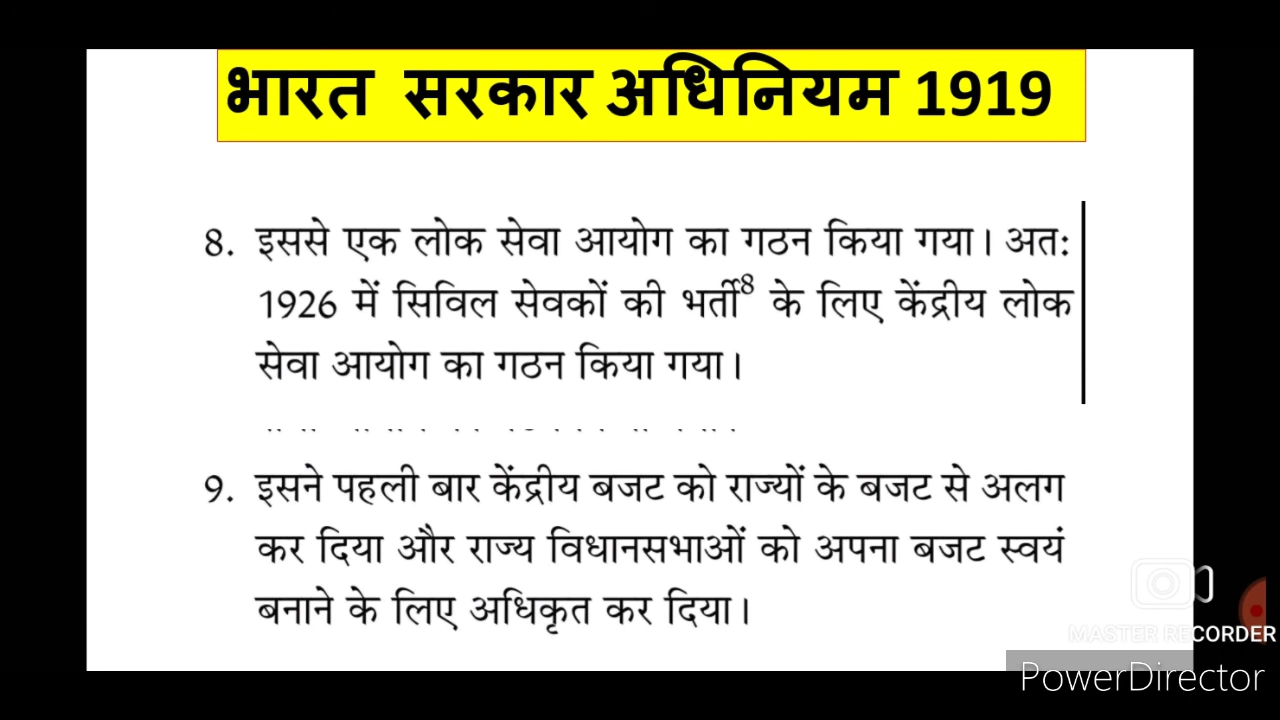 भारत सरकार अधिनियम 1919
8. इससे एक लोक सेवा आयोग का गठन किया गया। अत:
1926 में सिविल सेवकों की भर्ती8 के लिए केंद्रीय लोक
सेवा आयोग का गठन किया गया।
9. इसने पहली बार केंद्रीय बजट को राज्यों के बजट से अलग
कर दिया और राज्य विधानसभाओं को अपना बजट स्वयं
बनाने के लिए अधिकृत कर दिया।
MASTER RECORDER
PowerDirector